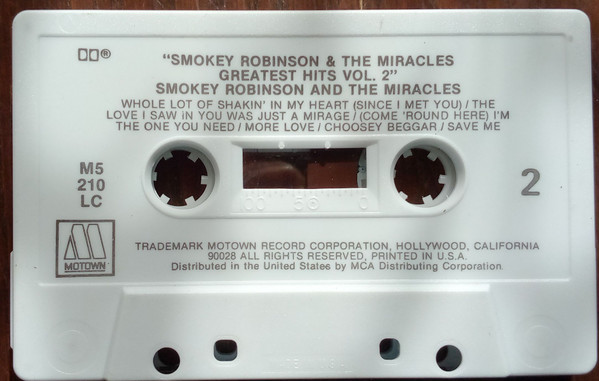 "SMOKEY ROBINSON & THE MIRACLES
GREATEST HITS VOL. 2"
SMOKEY ROBINSON AND THE MIRACLES
WHOLE LOT OF SHAKIN' IN MY HEART (SINCE I MET YOU) / THE
LOVE I SAW IN YOU WAS JUST A MIRAGE / (COME 'ROUND HERE) I'M
THE ONE YOU NEED / MORE LOVE / CHOOSEY BEGGAR / SAVE ME
M5
210
LC
2
100 50 0
M
MOTOWN
TRADEMARK MOTOWN RECORD CORPORATION, HOLLYWOOD, CALIFORNIA
90028 ALL RIGHTS RESERVED, PRINTED IN U.S.A.
Distributed in the United States by MCA Distributing Corporation.